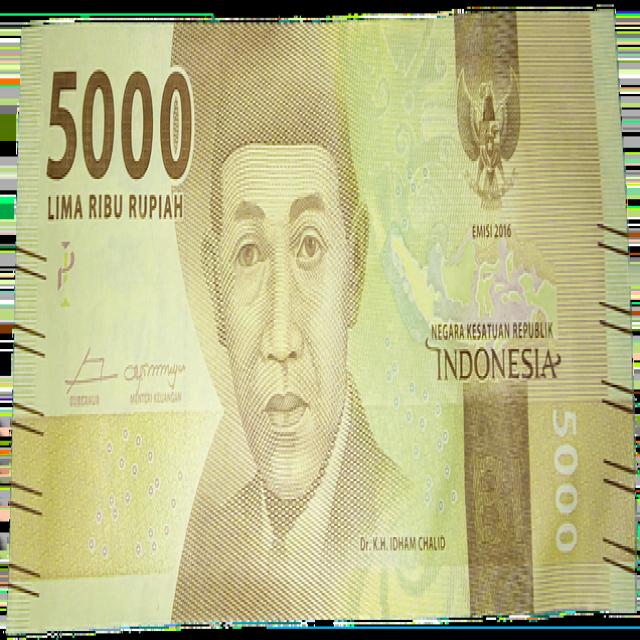 5000
LIMA RIBU RUPIAH
EMISI 2016
NEGARA KESATUAN REPUBLIK
INDONESIA
GUBERNUR
MENTERI KEUANGAN
5000
Dr. K.H. IDHAM CHALID